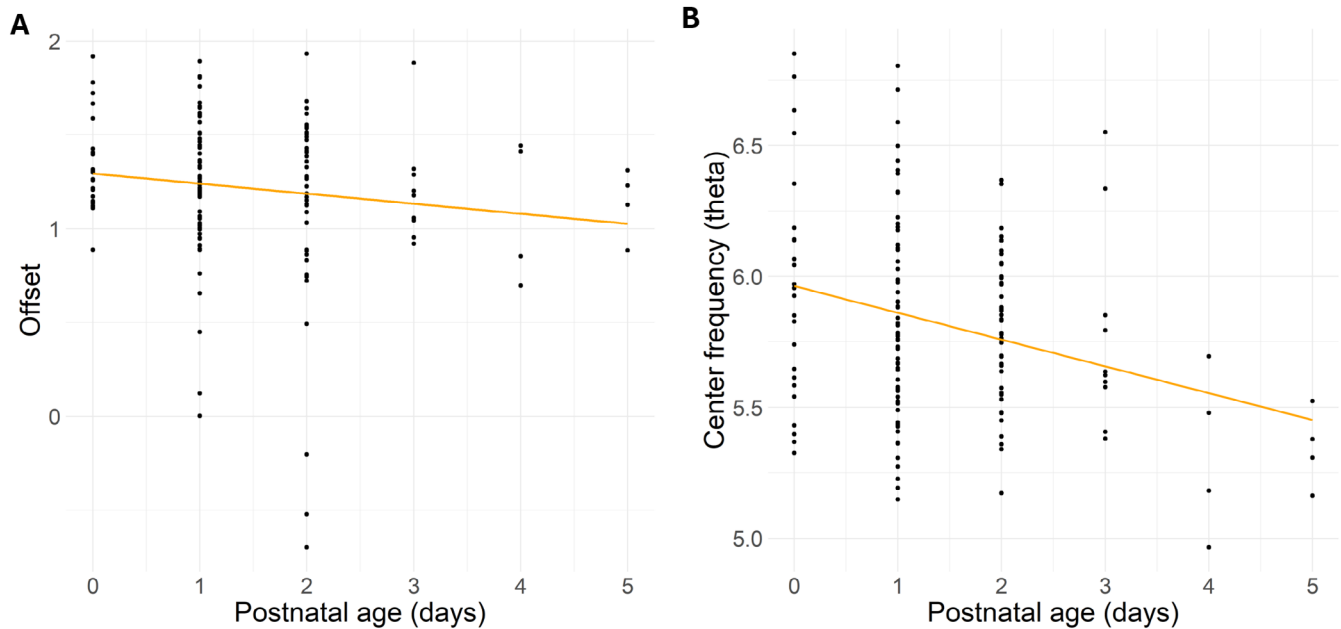 A
Offset
2
1
0
0 1 2 3 4 5
Postnatal age (days)
B
Center frequency (theta)
6.5
6.0
5.5
5.0
0 1 2 3 4 5
Postnatal age (days)